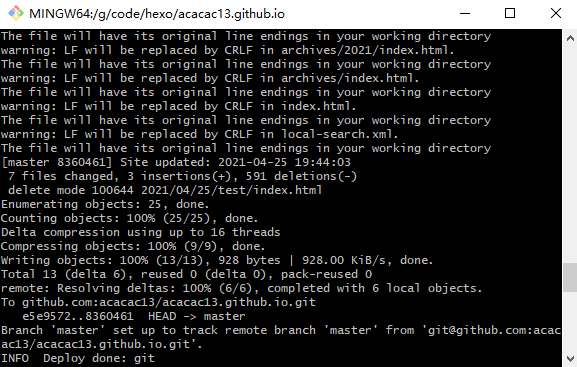 MINGW64:/g/code/hexo/acacac13.github.io
The file will have its original line endings in your working directory
warning: LF will be replaced by CRLF in archives/2021/index.html.
The file will have its original line endings in your working directory
warning: LF will be replaced by CRLF in archives/index.html.
The file will have its original line endings in your working directory
warning: LF will be replaced by CRLF in index.html.
The file will have its original line endings in your working directory
warning: LF will be replaced by CRLF in local-search.xml.
The file will have its original line endings in your working directory
[master 8360461] Site updated: 2021-04-25 19:44:03
 7 files changed, 3 insertions(+), 591 deletions(-)
 delete mode 100644 2021/04/25/test/index.html
Enumerating objects: 25, done.
Counting objects: 100% (25/25), done.
Delta compression using up to 16 threads
Compressing objects: 100% (9/9), done.
Writing objects: 100% (13/13), 928 bytes | 928.00 KiB/s, done.
Total 13 (delta 6), reused 0 (delta 0), pack-reused 0
remote: Resolving deltas: 100% (6/6), completed with 6 local objects.
To github.com:acacac13/acacac13.github.io.git
   e5e9572..8360461  HEAD -> master
Branch 'master' set up to track remote branch 'master' from 'git@github.com:acac
ac13/acacac13.github.io.git'.
INFO  Deploy done: git